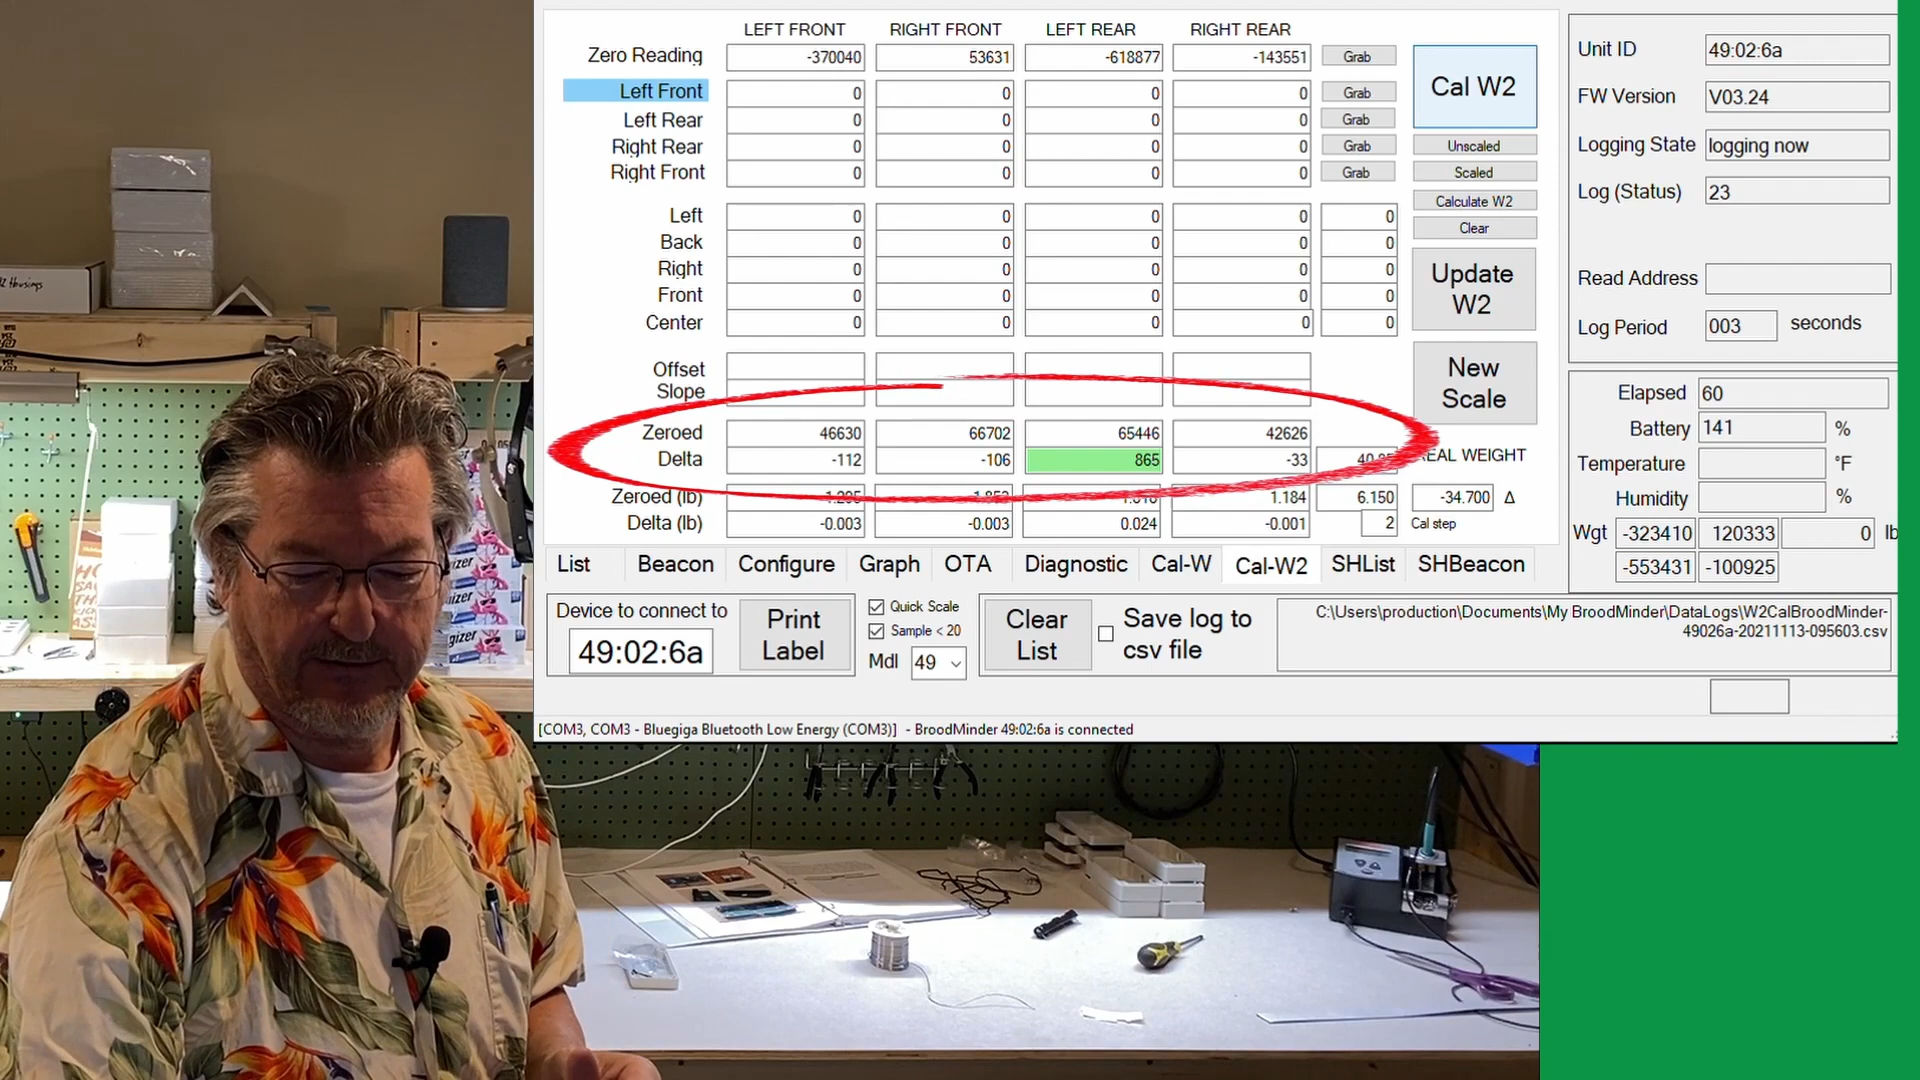 LEFT FRONT RIGHT FRONT LEFT REAR RIGHT REAR
Zero Reading -370040 53631 -618877 -143551 Grab
Left Front 0 0 0 0 Grab
Left Rear 0 0 0 0 Grab
Right Rear 0 0 0 0 Grab
Right Front 0 0 0 0 Grab
Left 0 0 0 0 0
Back 0 0 0 0 0
Right 0 0 0 0 0
Front 0 0 0 0 0
Center 0 0 0 0 0
Offset
Slope
Zeroed 46630 66702 65446 42626
Delta -112 -106 865 -33 WEIGHT
Zeroed (lb) 1.184 6.150 -34.700 Δ
Delta (lb) -0.003 -0.003 0.024 -0.001 2 Cal step
Cal W2
Unscaled
Scaled
Calculate W2
Clear
Update
W2
New
Scale
Unit ID 49:02:6a
FW Version V03.24
Logging State logging now
Log (Status) 23
Read Address
Log Period 003 seconds
Elapsed 60
Battery 141 %
Temperature °F
Humidity %
Wgt -323410 120333 0 lb
-553431 -100925
List Beacon Configure Graph OTA Diagnostic Cal-W Cal-W2 SHList SHBeacon
Device to connect to
49:02:6a
Print
Label
Quick Scale
Sample < 20
Mdl 49
Clear
List
Save log to
csv file
C:\Users\production\Documents\My BroodMinder\DataLogs\W2CalBroodMinder-
49026a-20211113-095603.csv
[COM3, COM3 - Bluegiga Bluetooth Low Energy (COM3)] - BroodMinder 49:02:6a is connected